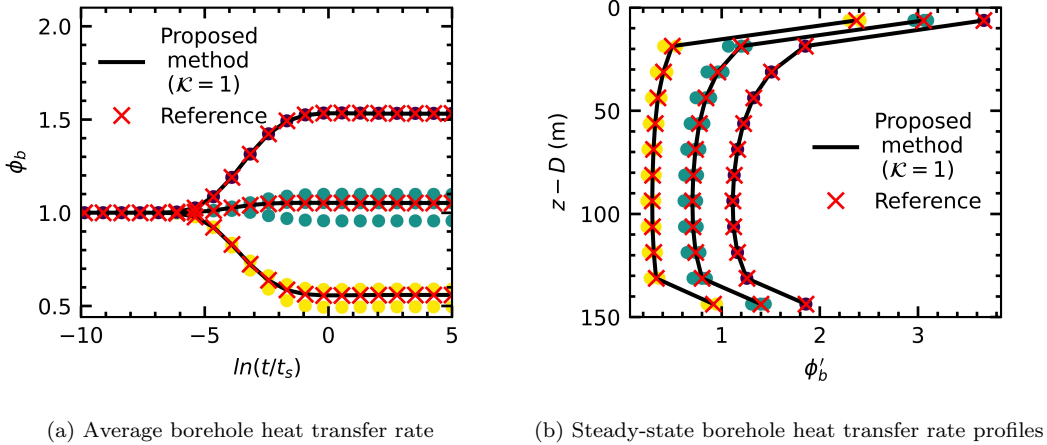 2.0
1.5
1.0
0.5
ϕ_b
Proposed
method
(𝒦 = 1)
Reference
−10
−5
0
5
ln(t/t_s)
(a) Average borehole heat transfer rate
0
50
100
150
z − D (m)
Proposed
method
(𝒦 = 1)
Reference
1
2
3
ϕ′_b
(b) Steady-state borehole heat transfer rate profiles